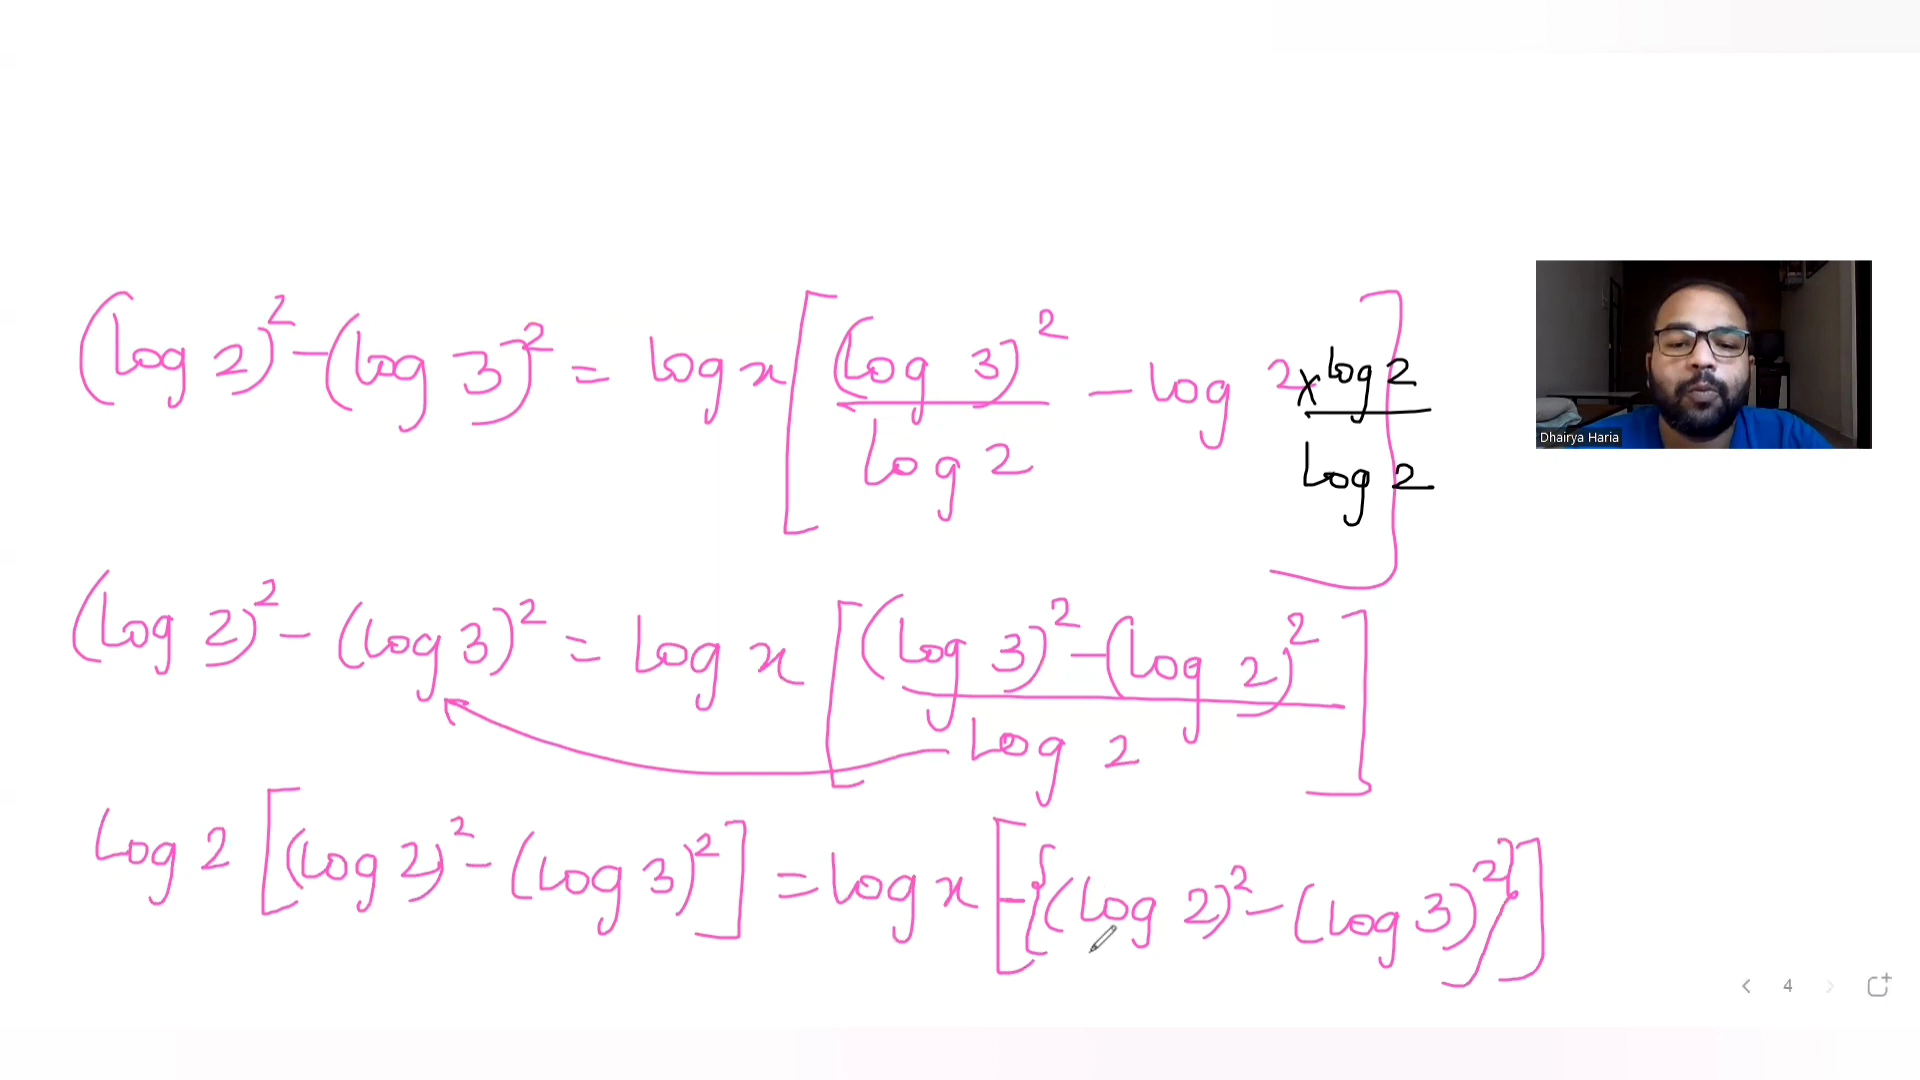 (log 2)² - (log 3)² = log x [ (log 3)² / log 2 - log 2 × log 2 / log 2 ]
Dhairya Haria
(log 2)² - (log 3)² = log x [ (log 3)² - (log 2)² / log 2 ]
log 2 [ (log 2)² - (log 3)² ] = log x [ -{ (log 2)² - (log 3)² } ]
4